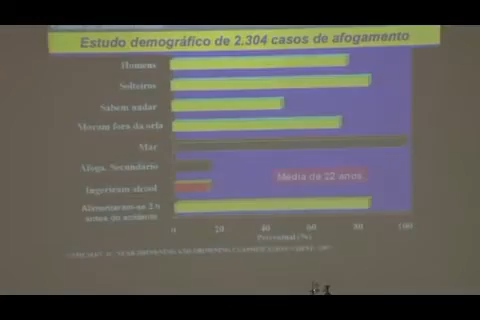 Estudo demográfico de 2.304 casos de afogamento
Homens
Solteiros
Sabem nadar
Moram fora da orla
Mar
Afog. Secundário
Ingeriram álcool
Média de 22 anos
Alimentaram-se 2 h
antes do acidente
0 20 40 60 80 100
Percentual (%)